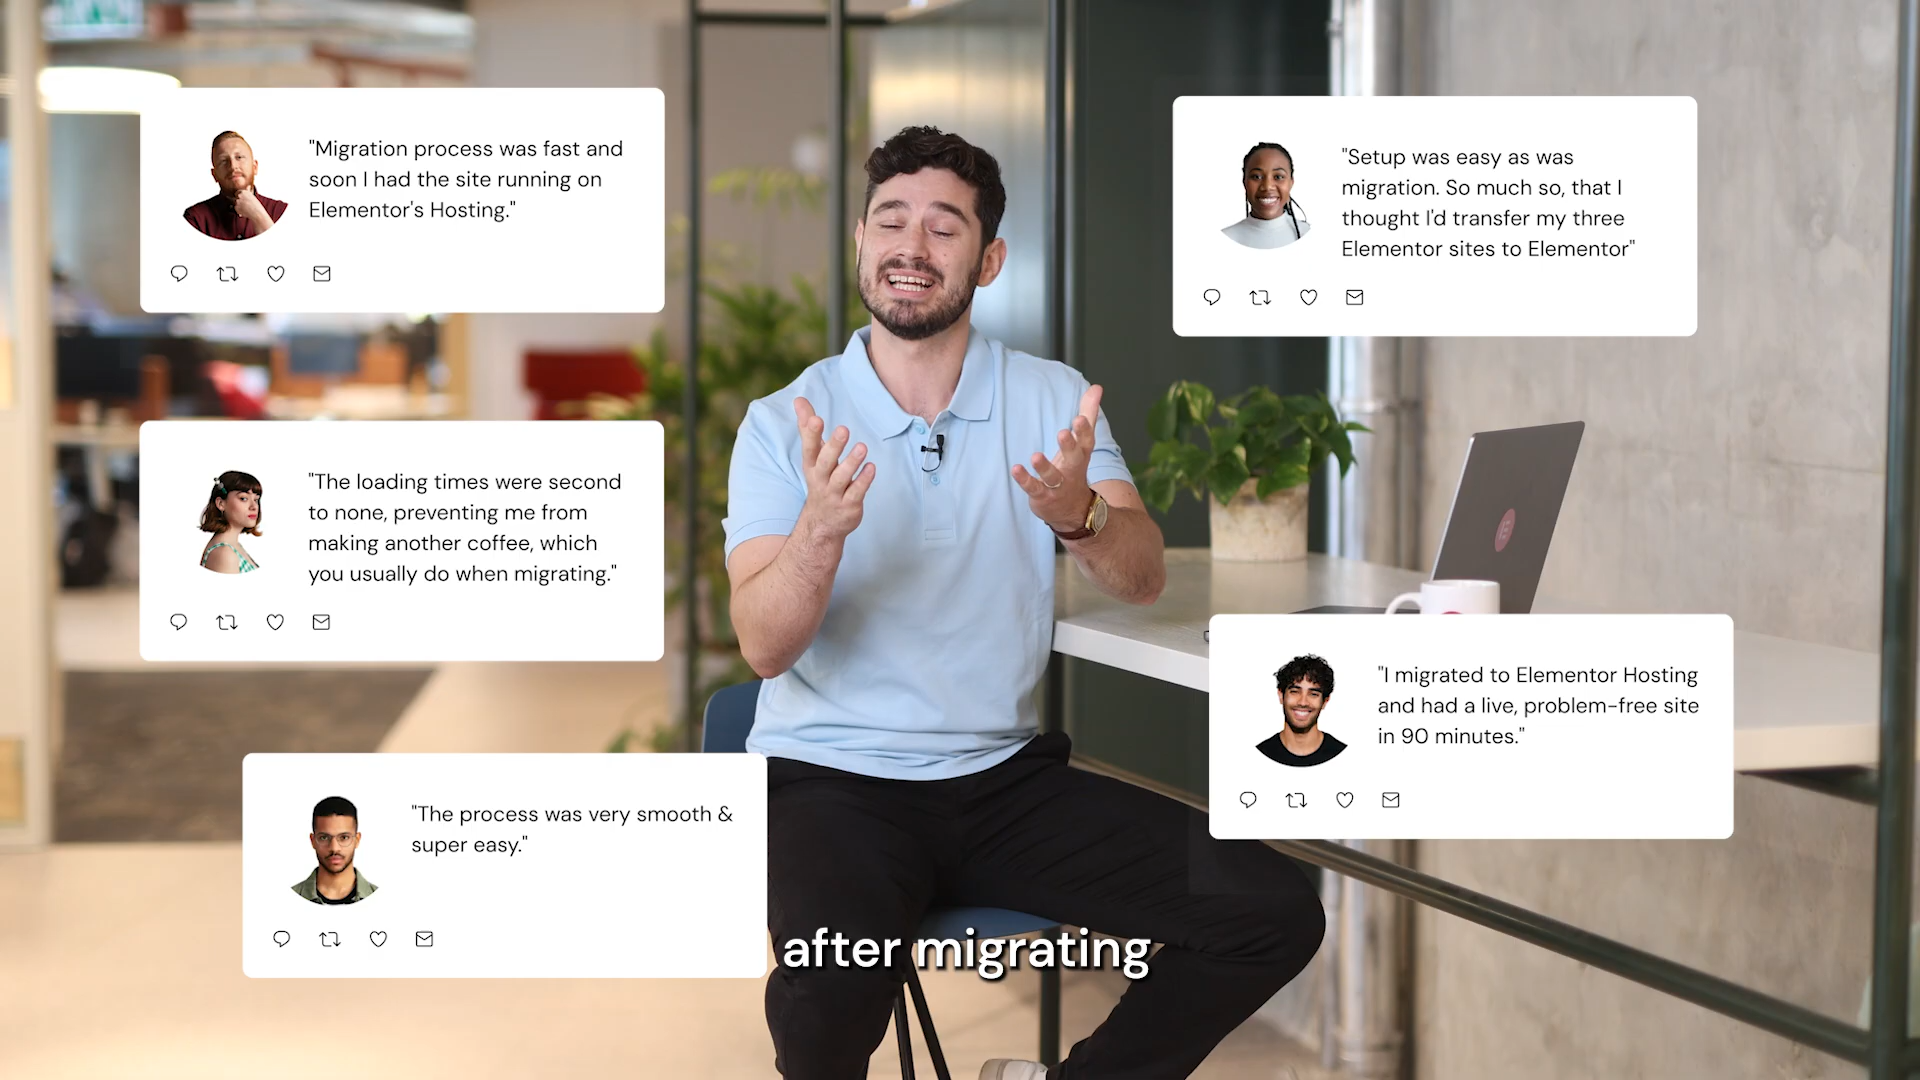 "Migration process was fast and
soon I had the site running on
Elementor's Hosting."
"Setup was easy as was
migration. So much so, that I
thought I'd transfer my three
Elementor sites to Elementor"
"The loading times were second
to none, preventing me from
making another coffee, which
you usually do when migrating."
"I migrated to Elementor Hosting
and had a live, problem-free site
in 90 minutes."
"The process was very smooth &
super easy."
after migrating